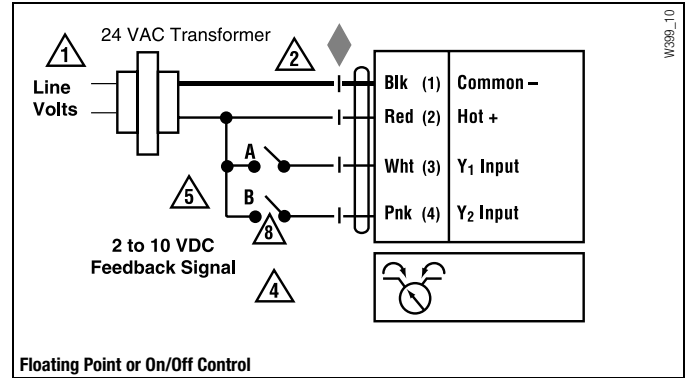 W399_10
24 VAC Transformer
1
2
Line
Volts
Blk (1) Common –
Red (2) Hot +
A
Wht (3) Y1 Input
5
B
Pnk (4) Y2 Input
8
2 to 10 VDC
Feedback Signal
4
Floating Point or On/Off Control